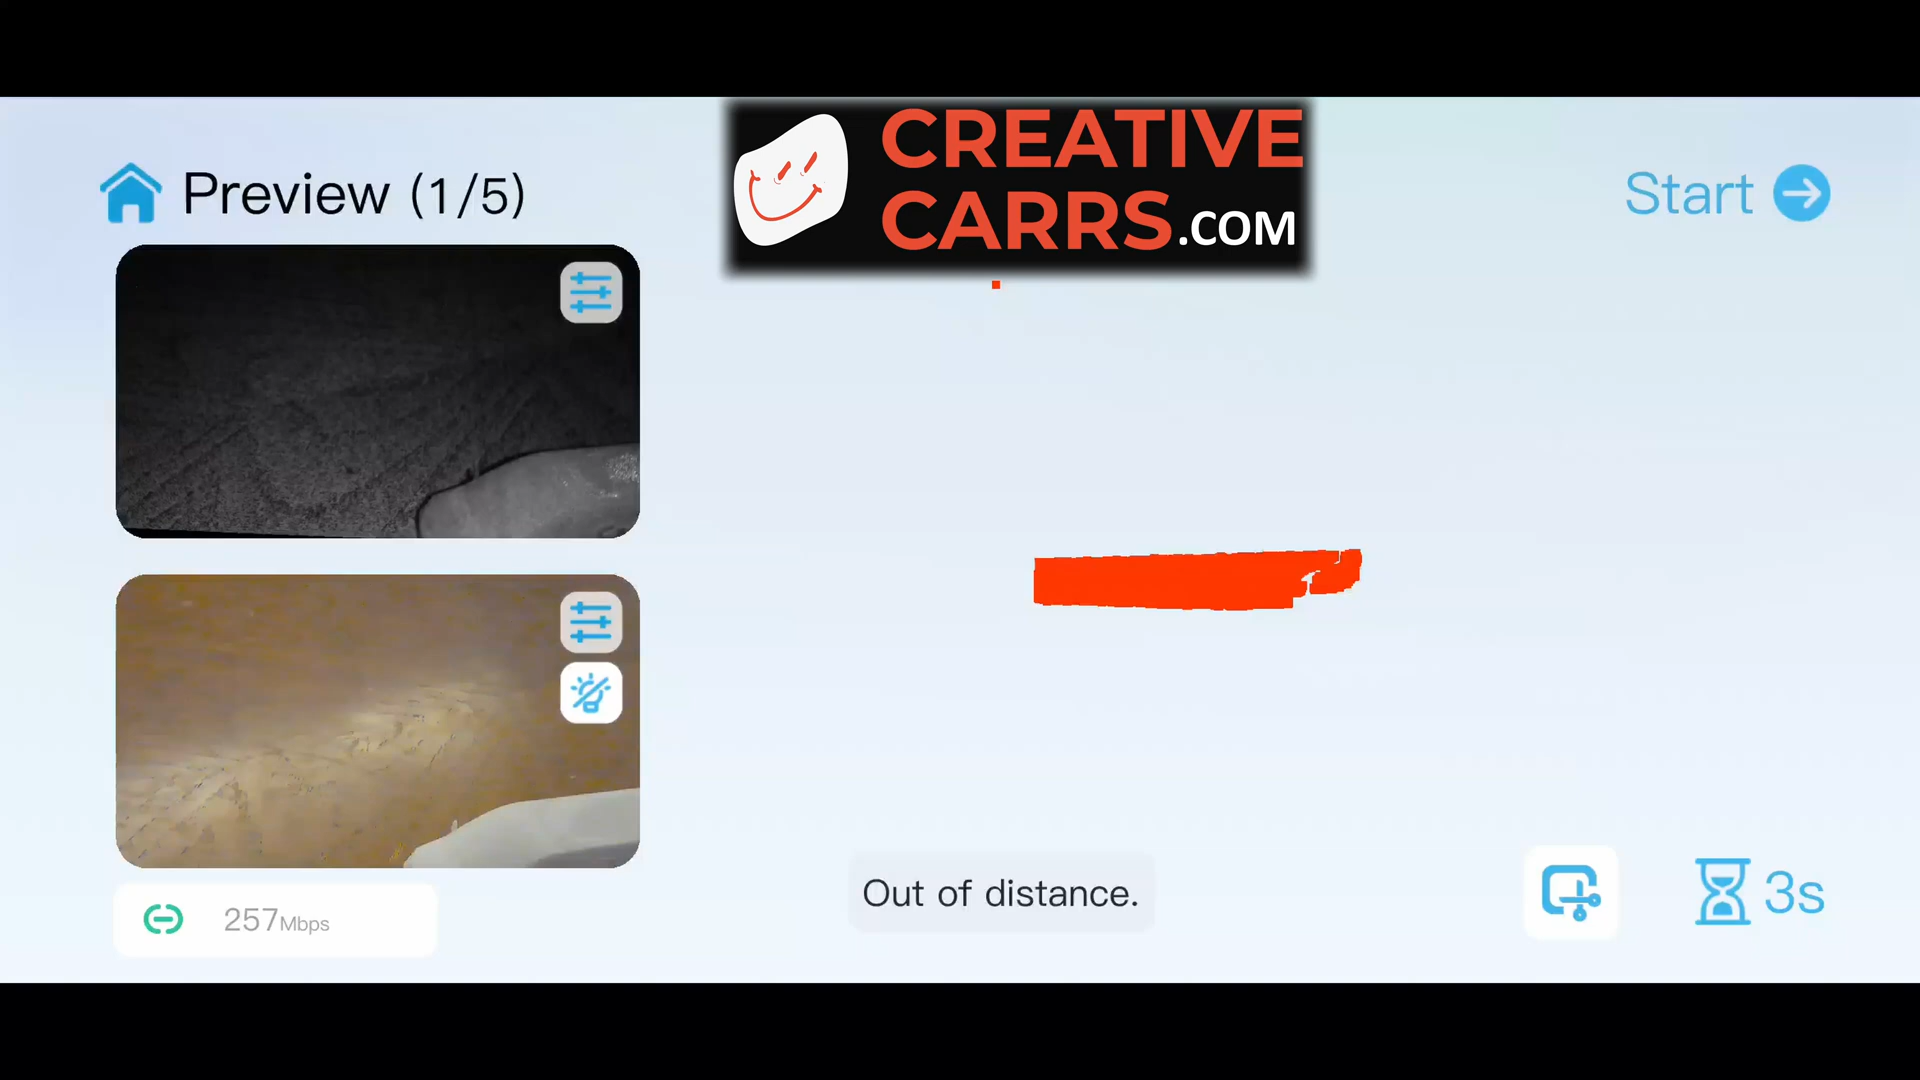 Preview (1/5)
CREATIVE
CARRS.COM
Start
Out of distance.
257Mbps
3s